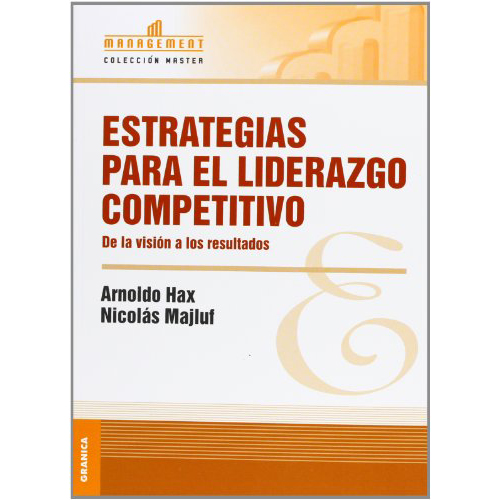 MANAGEMENT
COLECCIÓN MASTER
ESTRATEGIAS
PARA EL LIDERAZGO
COMPETITIVO
De la visión a los resultados
Arnoldo Hax
Nicolás Majluf
E
GRANICA